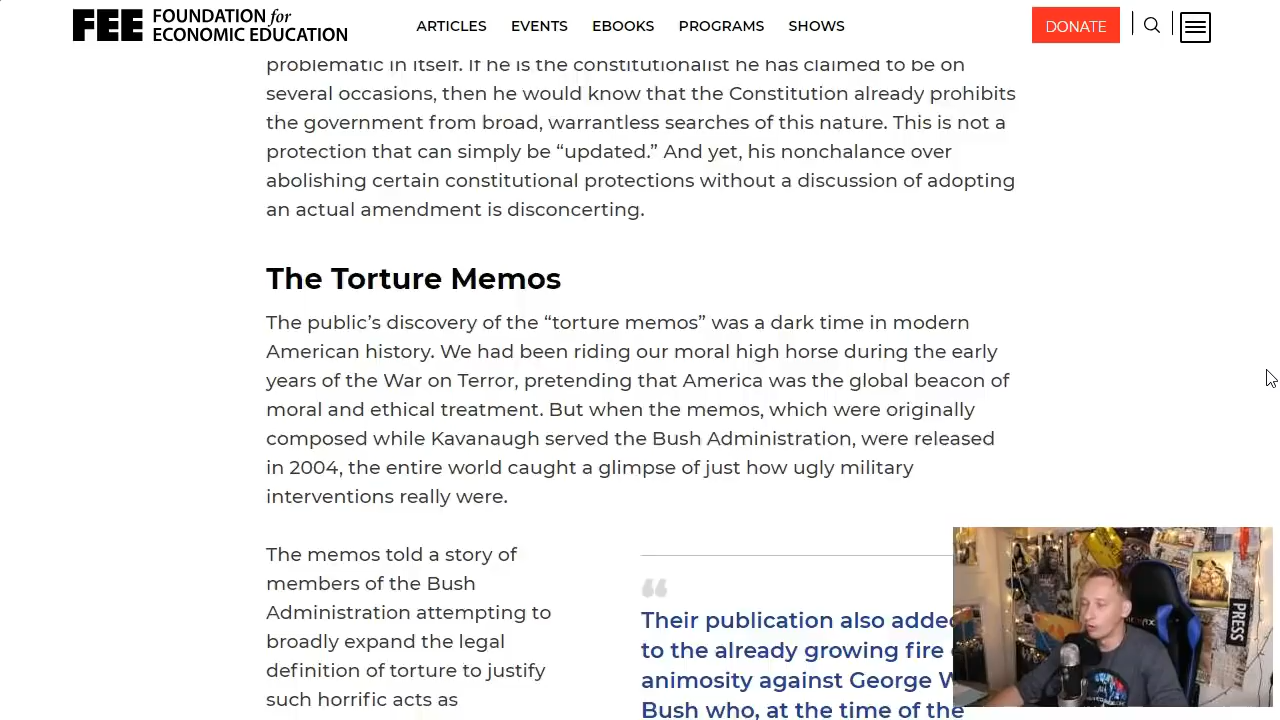 FEE FOUNDATION for
ECONOMIC EDUCATION
ARTICLES EVENTS EBOOKS PROGRAMS SHOWS
DONATE
problematic in itself. If he is the constitutionalist he has claimed to be on
several occasions, then he would know that the Constitution already prohibits
the government from broad, warrantless searches of this nature. This is not a
protection that can simply be “updated.” And yet, his nonchalance over
abolishing certain constitutional protections without a discussion of adopting
an actual amendment is disconcerting.
The Torture Memos
The public’s discovery of the “torture memos” was a dark time in modern
American history. We had been riding our moral high horse during the early
years of the War on Terror, pretending that America was the global beacon of
moral and ethical treatment. But when the memos, which were originally
composed while Kavanaugh served the Bush Administration, were released
in 2004, the entire world caught a glimpse of just how ugly military
interventions really were.
The memos told a story of
members of the Bush
Administration attempting to
broadly expand the legal
definition of torture to justify
such horrific acts as
“
Their publication also added
to the already growing fire
animosity against George W
Bush who, at the time of the
PRESS